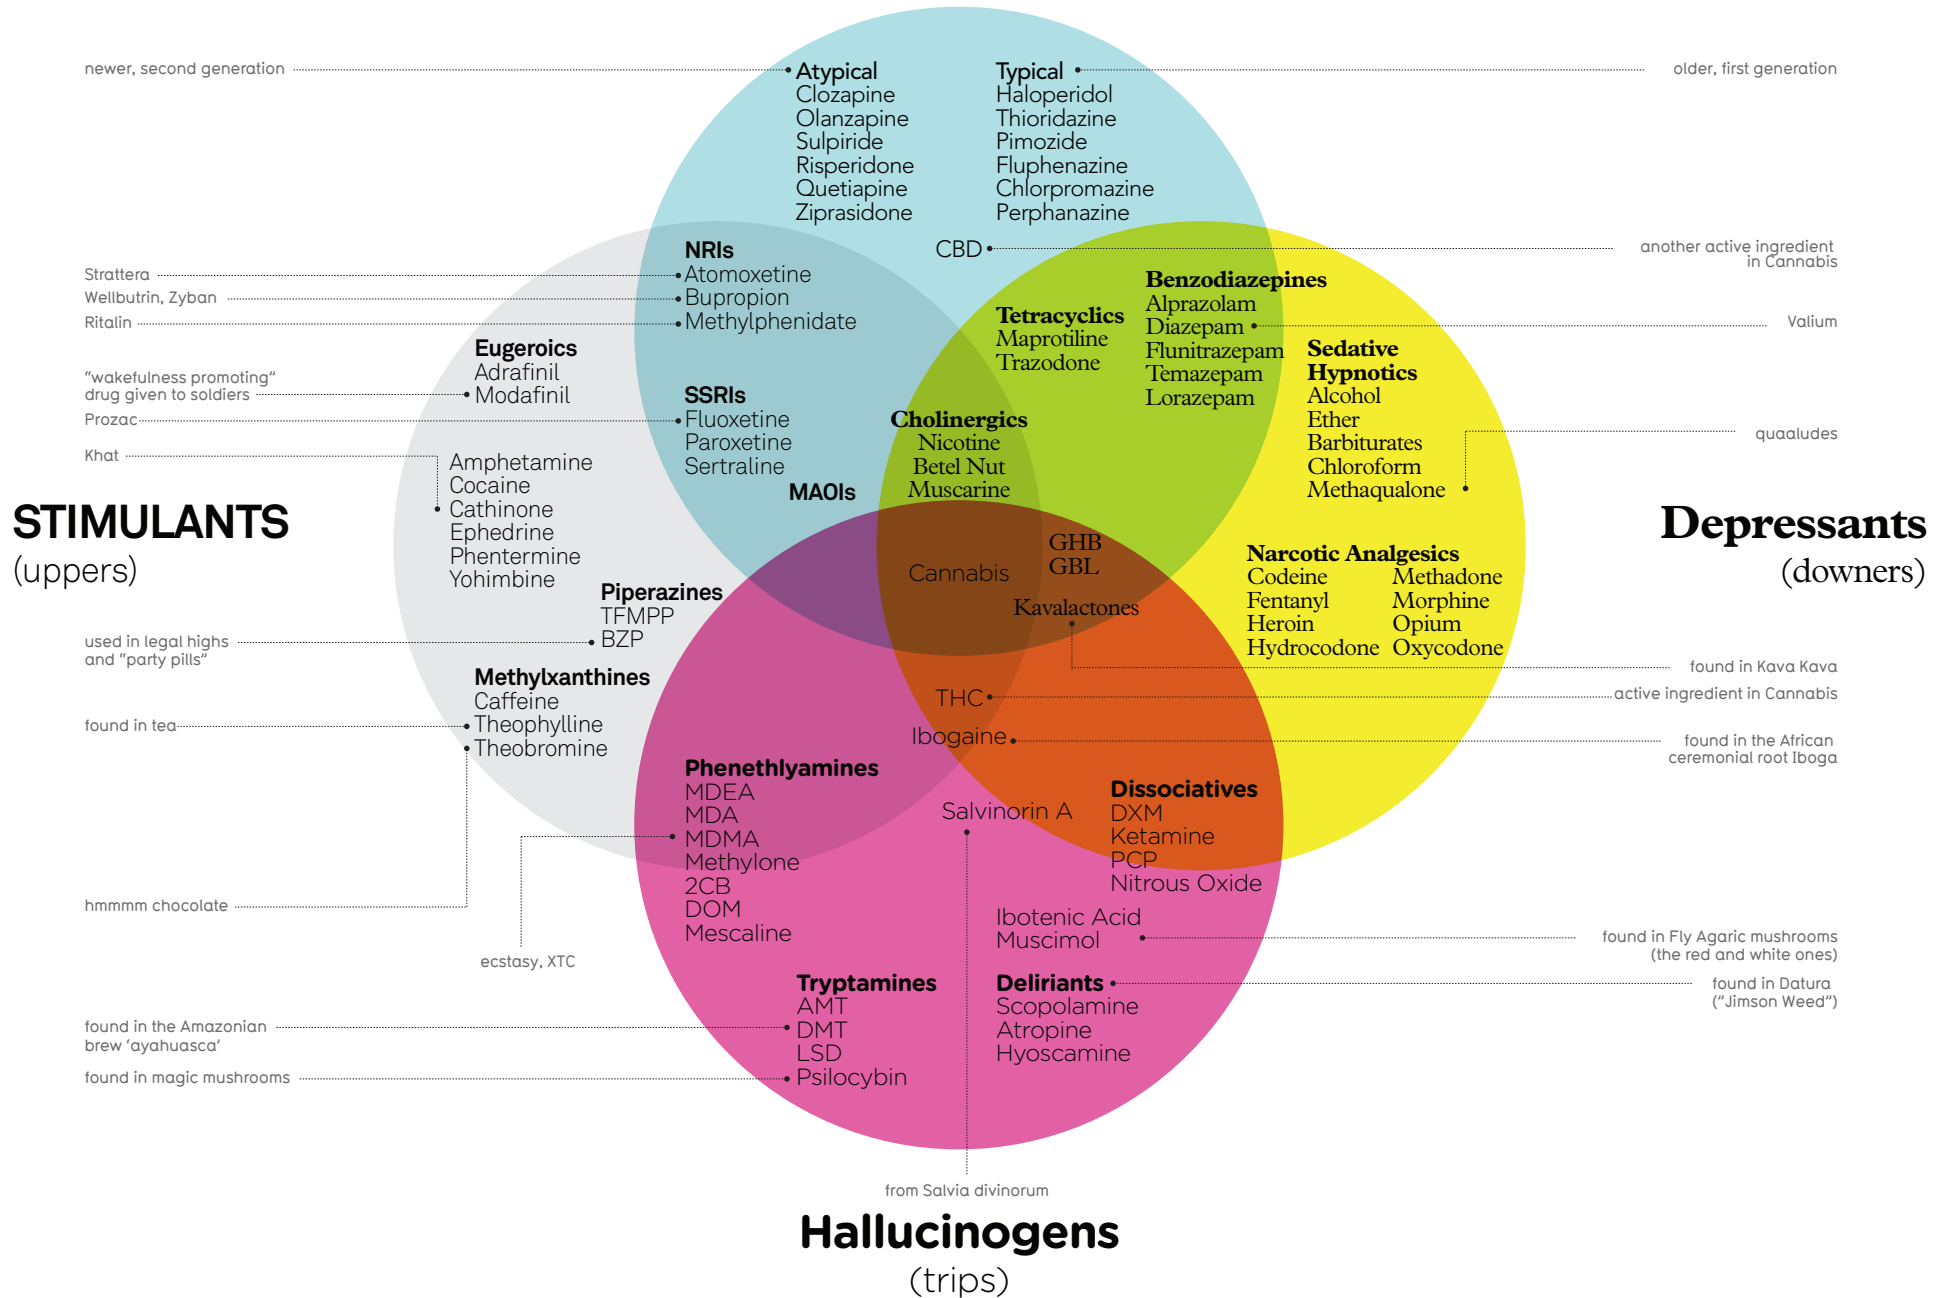 newer, second generation
Atypical
Clozapine
Olanzapine
Sulpiride
Risperidone
Quetiapine
Ziprasidone
Typical
Haloperidol
Thioridazine
Pimozide
Fluphenazine
Chlorpromazine
Perphanazine
older, first generation
CBD
another active ingredient
in Cannabis
NRIs
Atomoxetine
Bupropion
Methylphenidate
Strattera
Wellbutrin, Zyban
Ritalin
Eugeroics
Adrafinil
Modafinil
"wakefulness promoting"
drug given to soldiers
Prozac
Khat
SSRIs
Fluoxetine
Paroxetine
Sertraline
MAOIs
Tetracyclics
Maprotiline
Trazodone
Benzodiazepines
Alprazolam
Diazepam
Flunitrazepam
Temazepam
Lorazepam
Valium
Sedative
Hypnotics
Alcohol
Ether
Barbiturates
Chloroform
Methaqualone
quaaludes
Cholinergics
Nicotine
Betel Nut
Muscarine
Amphetamine
Cocaine
Cathinone
Ephedrine
Phentermine
Yohimbine
STIMULANTS
(uppers)
Depressants
(downers)
GHB
GBL
Cannabis
Kavalactones
Narcotic Analgesics
Codeine
Fentanyl
Heroin
Hydrocodone
Methadone
Morphine
Opium
Oxycodone
Piperazines
TFMPP
BZP
used in legal highs
and "party pills"
found in Kava Kava
Methylxanthines
Caffeine
Theophylline
Theobromine
found in tea
THC
active ingredient in Cannabis
Ibogaine
found in the African
ceremonial root Iboga
Phenethlyamines
MDEA
MDA
MDMA
Methylone
2CB
DOM
Mescaline
Salvinorin A
Dissociatives
DXM
Ketamine
PCP
Nitrous Oxide
hmmmm chocolate
ecstasy, XTC
Ibotenic Acid
Muscimol
found in Fly Agaric mushrooms
(the red and white ones)
Tryptamines
AMT
DMT
LSD
Psilocybin
Deliriants
Scopolamine
Atropine
Hyoscamine
found in Datura
("Jimson Weed")
found in the Amazonian
brew 'ayahuasca'
found in magic mushrooms
from Salvia divinorum
Hallucinogens
(trips)